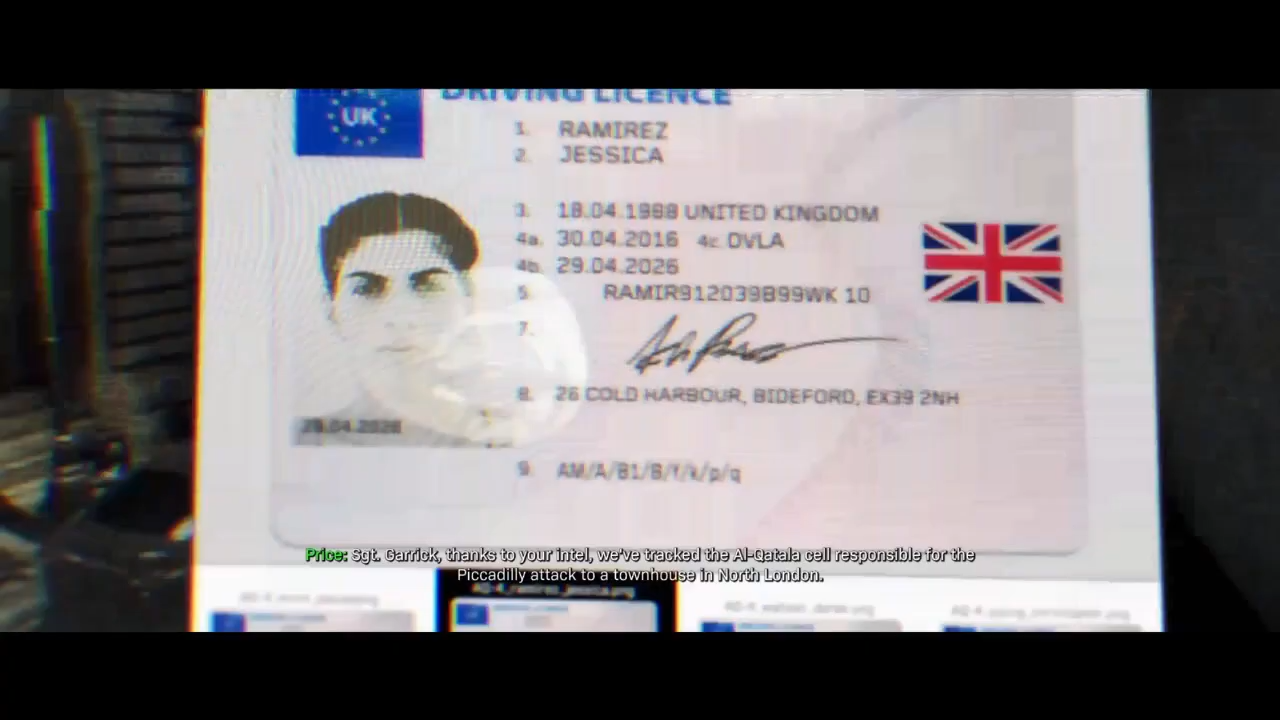 UK
DRIVING LICENCE
1. RAMIREZ
2. JESSICA
3. 18.04.1988 UNITED KINGDOM
4a. 30.04.2016 4c. DVLA
4b. 29.04.2026
5. RAMIR912039B99WK 10
7.
8. 26 COLD HARBOUR, BIDEFORD, EX39 2NH
29.04.2026
9. AM/A/B1/B/f/k/p/q
Price: Sgt. Garrick, thanks to your intel, we've tracked the Al-Qatala cell responsible for the
Piccadilly attack to a townhouse in North London.